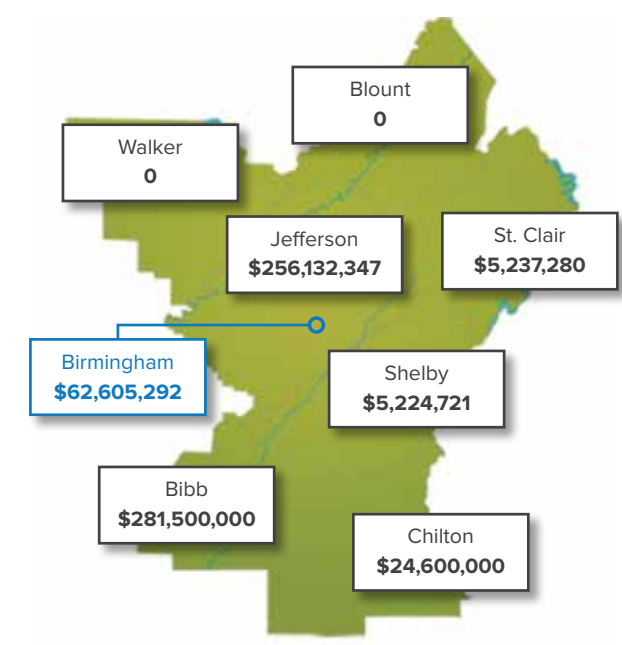 Blount
0
Walker
0
Jefferson
$256,132,347
St. Clair
$5,237,280
Birmingham
$62,605,292
Shelby
$5,224,721
Bibb
$281,500,000
Chilton
$24,600,000